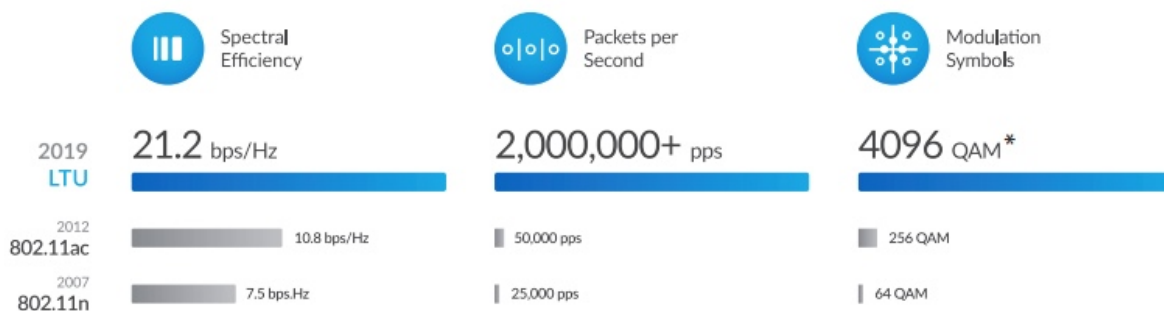 Spectral
Efficiency
Packets per
Second
Modulation
Symbols
2019
LTU
21.2 bps/Hz
2,000,000+ pps
4096 QAM*
2012
802.11ac
10.8 bps/Hz
50,000 pps
256 QAM
2007
802.11n
7.5 bps.Hz
25,000 pps
64 QAM